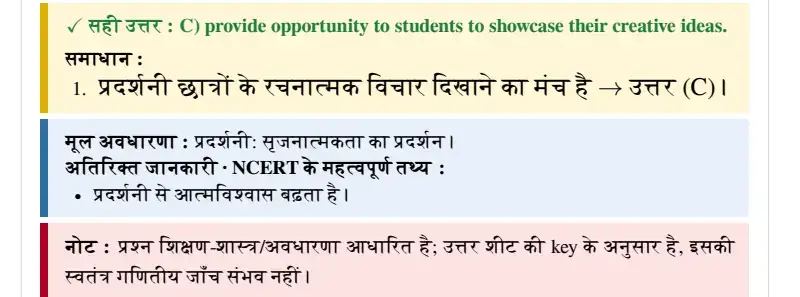 ✓ सही उत्तर : C) provide opportunity to students to showcase their creative ideas.
समाधान :
1. प्रदर्शनी छात्रों के रचनात्मक विचार दिखाने का मंच है → उत्तर (C)।
मूल अवधारणा : प्रदर्शनी: सृजनात्मकता का प्रदर्शन।
अतिरिक्त जानकारी · NCERT के महत्वपूर्ण तथ्य :
• प्रदर्शनी से आत्मविश्वास बढ़ता है।
नोट : प्रश्न शिक्षण-शास्त्र/अवधारणा आधारित है; उत्तर शीट की key के अनुसार है, इसकी
स्वतंत्र गणितीय जाँच संभव नहीं।